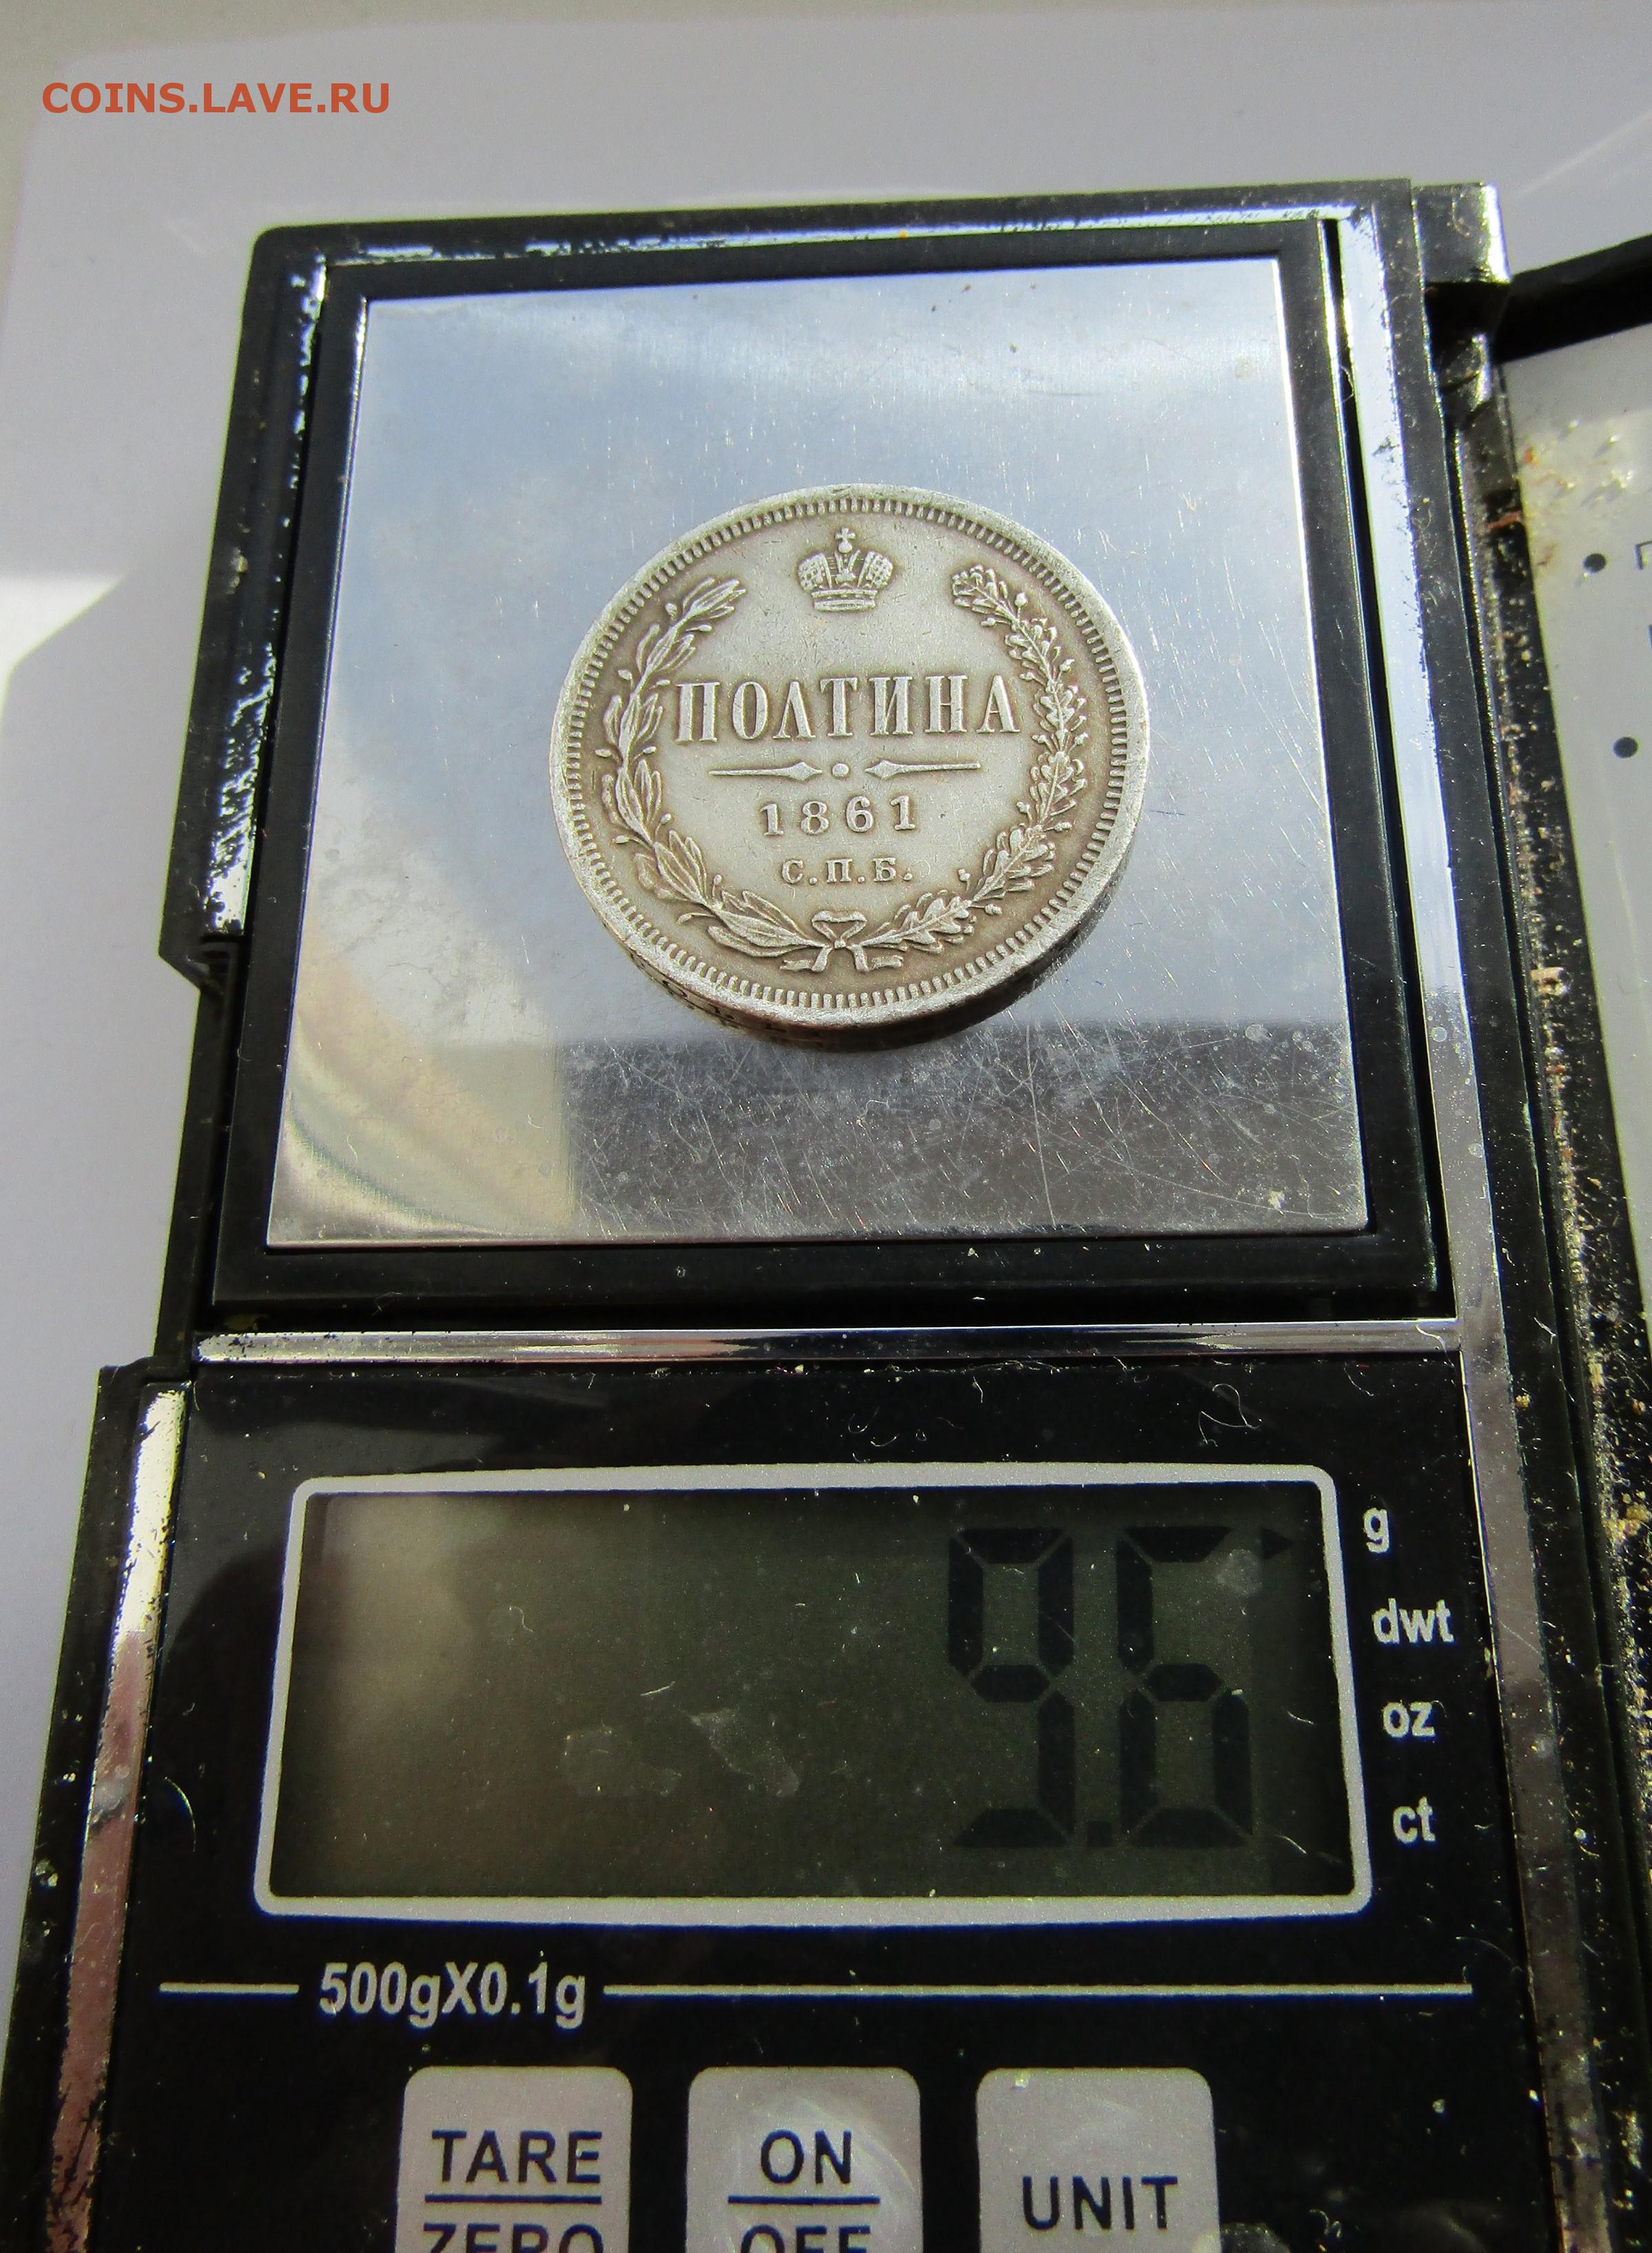 COINS.LAVE.RU
ПОЛТИНА
1861
С.П.Б.
9.6
g
dwt
oz
ct
500gX0.1g
TARE
ZERO
ON
OFF
UNIT